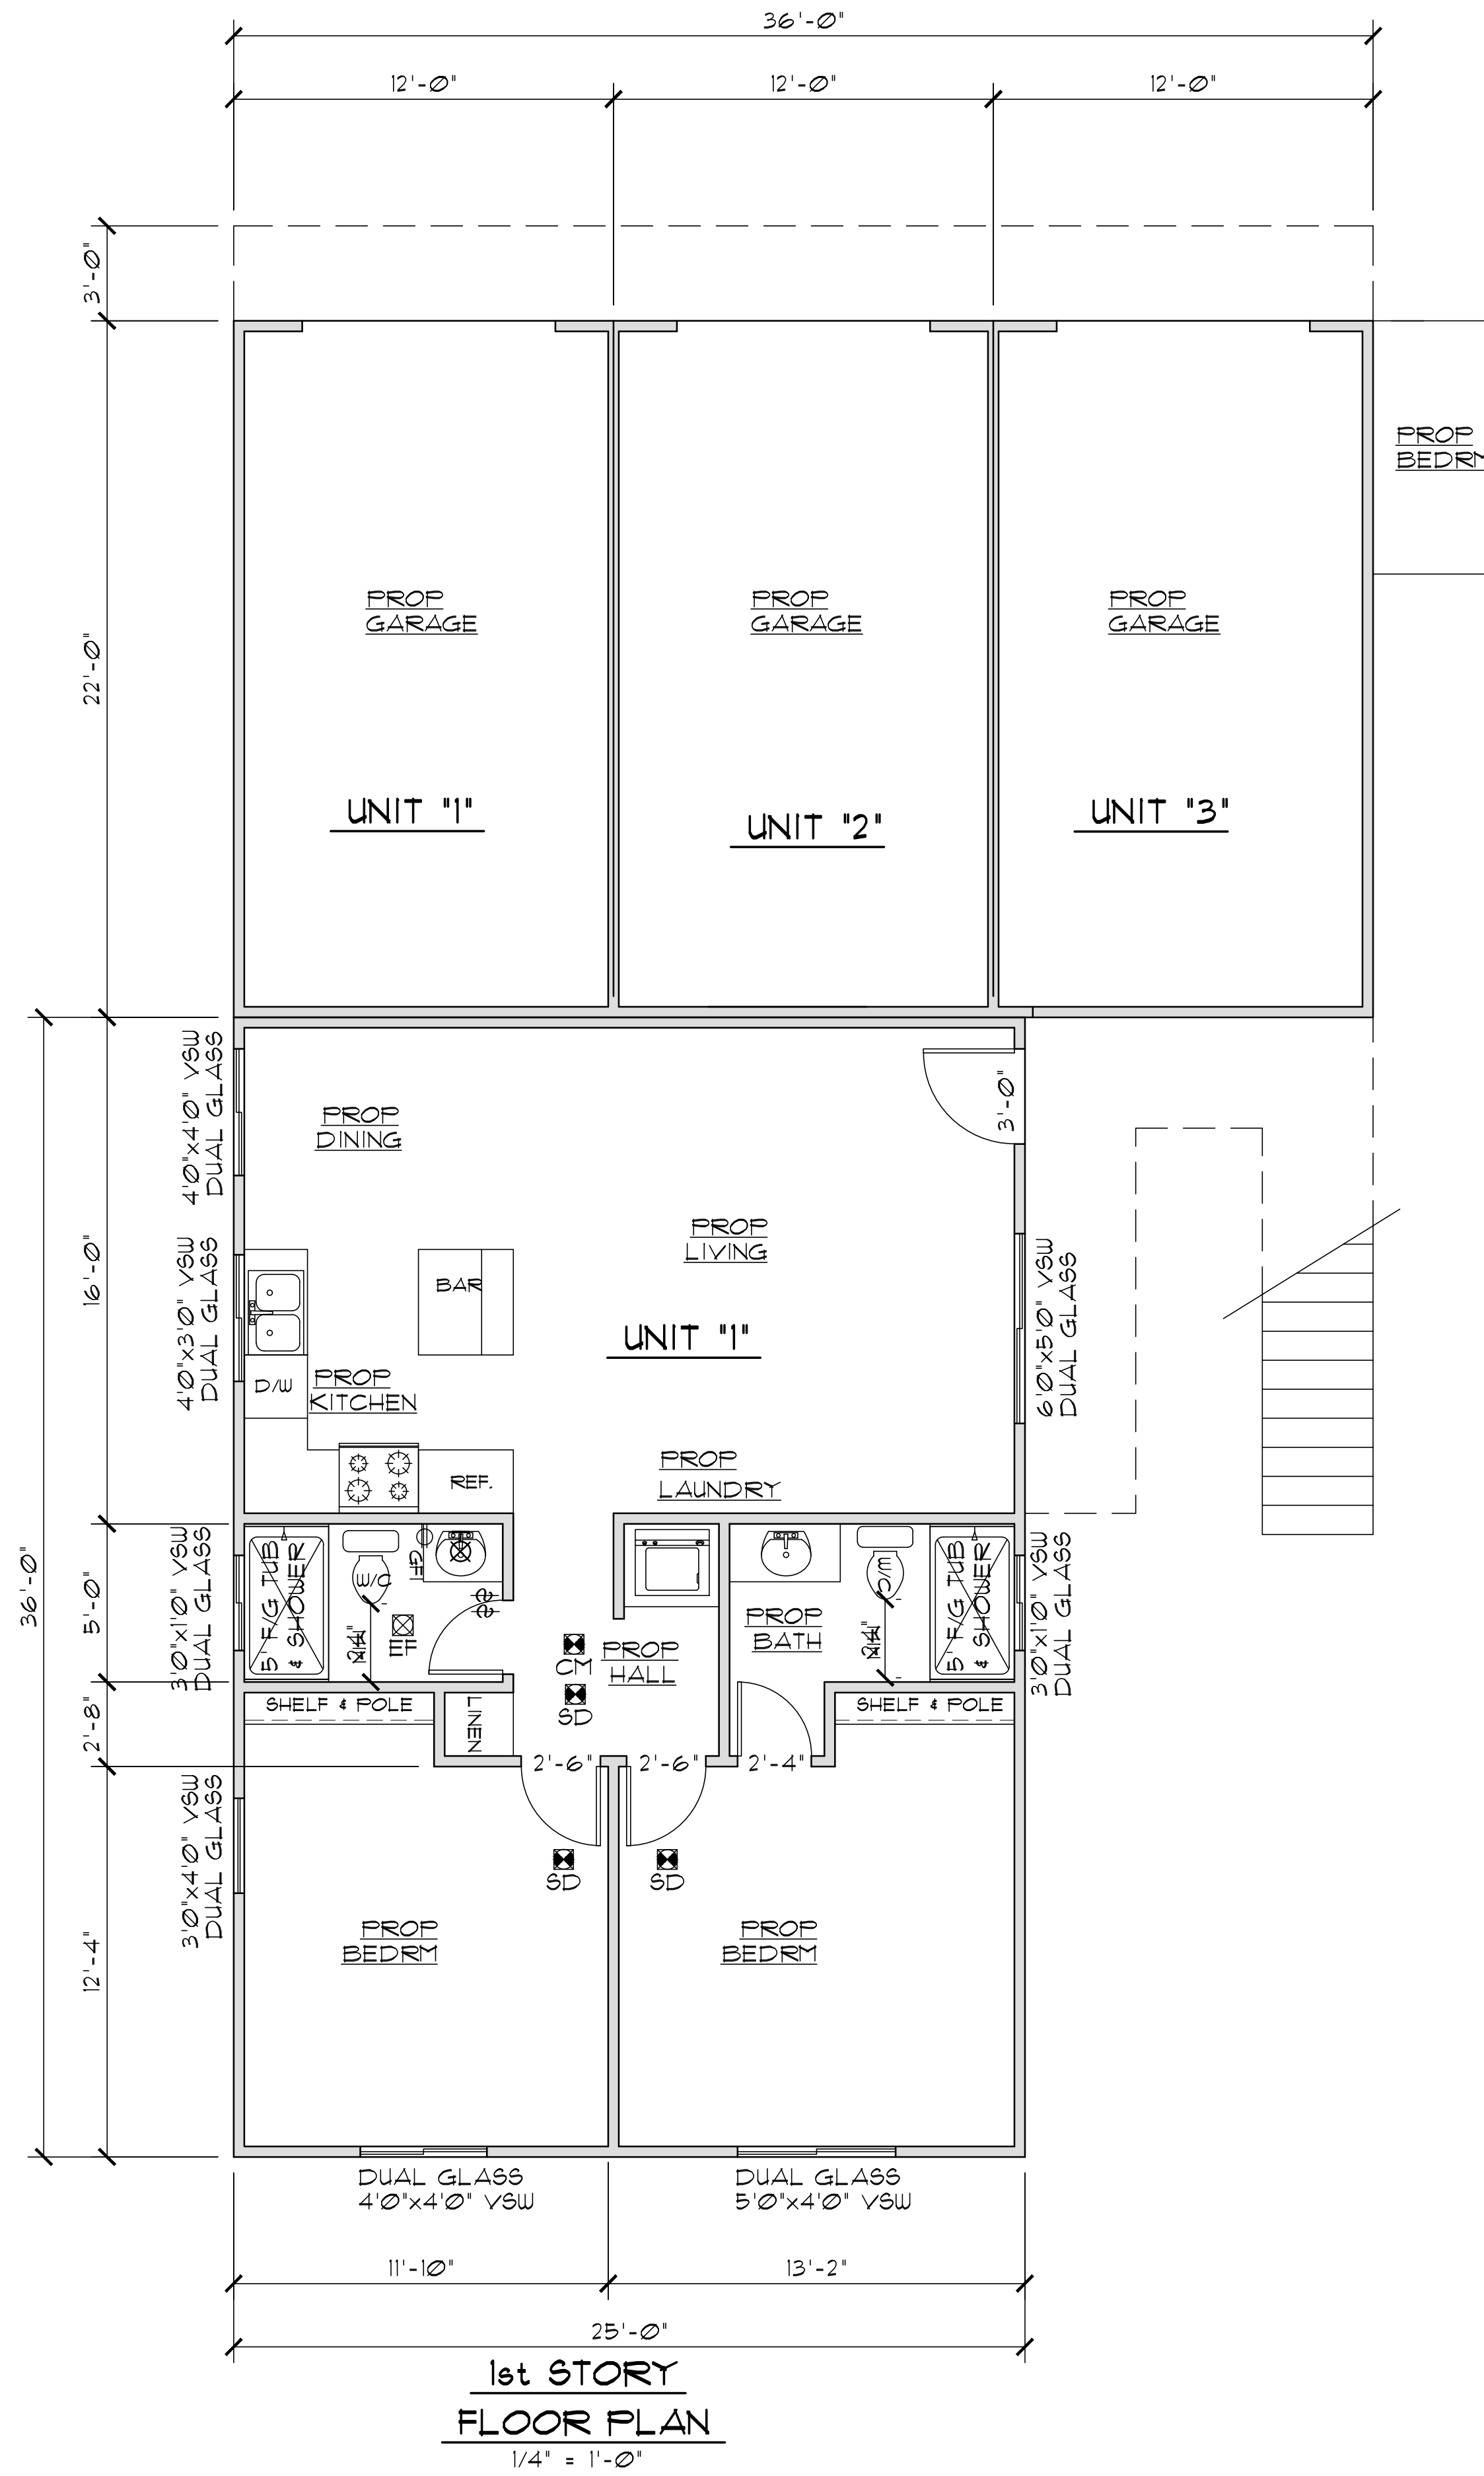 36'-0"
12'-0"
12'-0"
12'-0"
3'-0"
22'-0"
PROP
PROP
GARAGE
PROP
GARAGE
PROP
GARAGE
UNIT "1"
UNIT "2"
UNIT "3"
36'-0"
16'-0"
4'0"x4'0" VSW
DUAL GLASS
PROP
DINING
3'-0"
PROP
LIVING
4'0"x3'0" VSW
DUAL GLASS
BAR
UNIT "1"
6'0"x5'0" VSW
DUAL GLASS
D/W
PROP
KITCHEN
REF.
PROP
LAUNDRY
5'-0"
3'0"x1'0" VSW
DUAL GLASS
5' F/G TUB
& SHOWER
W/C
GFI
24"
MIN
EF
CM
SD
PROP
HALL
PROP
BATH
W/C
24"
MIN
5' F/G TUB
& SHOWER
3'0"x1'0" VSW
DUAL GLASS
2'-8"
SHELF & POLE
LINEN
SHELF & POLE
2'-6"
2'-6"
2'-4"
12'-4"
3'0"x4'0" VSW
DUAL GLASS
SD
SD
PROP
BEDRM
PROP
BEDRM
DUAL GLASS
4'0"x4'0" VSW
DUAL GLASS
5'0"x4'0" VSW
11'-10"
13'-2"
25'-0"
1st STORY
FLOOR PLAN
1/4" = 1'-0"